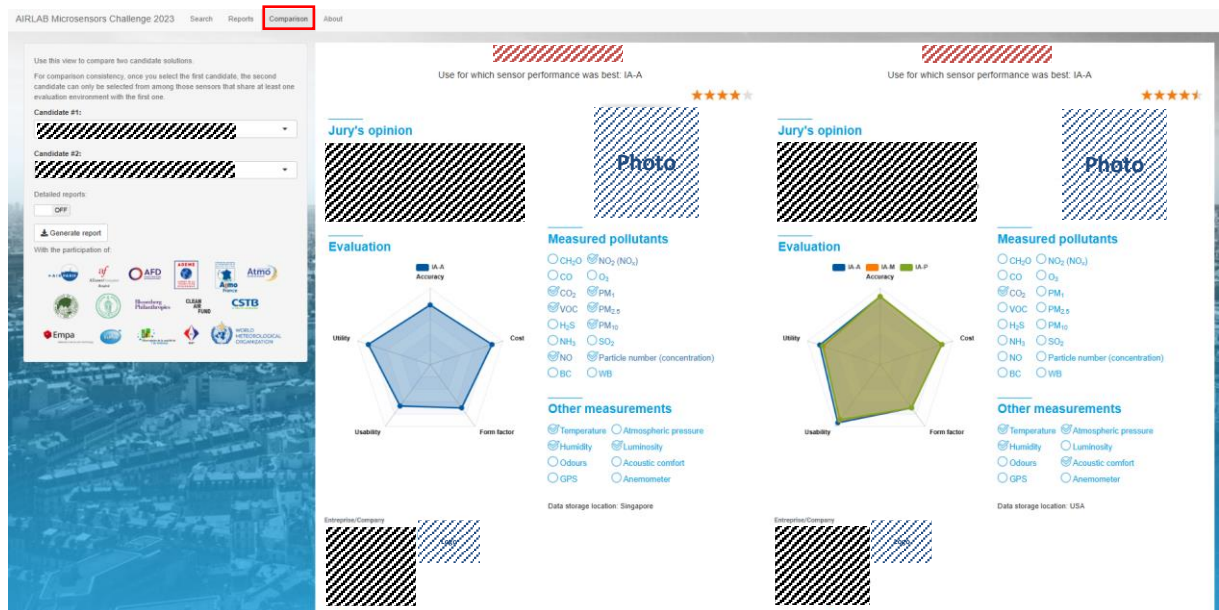 AIRLAB Microsensors Challenge 2023 Search Reports Comparison About
Use this view to compare two candidate solutions.
For comparison consistency, once you select the first candidate, the second
candidate can only be selected from among those sensors that share at least one
evaluation environment with the first one.
Candidate #1:
Candidate #2:
Detailed reports:
OFF
Generate report
With the participation of:
AFD
ADEME
Atmo
Atmo
France
Bloomberg
Philanthropies
CLEAN
AIR
FUND
CSTB
Empa
WORLD
METEOROLOGICAL
ORGANIZATION
Use for which sensor performance was best: IA-A
Jury's opinion
Photo
Evaluation
IA-A
Accuracy
Utility
Cost
Usability
Form factor
Measured pollutants
CH₂O NO₂ (NOₓ)
CO O₃
CO₂ PM₁
VOC PM₂.₅
H₂S PM₁₀
NH₃ SO₂
NO Particle number (concentration)
BC WB
Other measurements
Temperature Atmospheric pressure
Humidity Luminosity
Odours Acoustic comfort
GPS Anemometer
Data storage location: Singapore
Entreprise/Company
Logo
Use for which sensor performance was best: IA-A
Jury's opinion
Photo
Evaluation
IA-A IA-M IA-P
Accuracy
Utility
Cost
Usability
Form factor
Measured pollutants
CH₂O NO₂ (NOₓ)
CO O₃
CO₂ PM₁
VOC PM₂.₅
H₂S PM₁₀
NH₃ SO₂
NO Particle number (concentration)
BC WB
Other measurements
Temperature Atmospheric pressure
Humidity Luminosity
Odours Acoustic comfort
GPS Anemometer
Data storage location: USA
Entreprise/Company
Logo